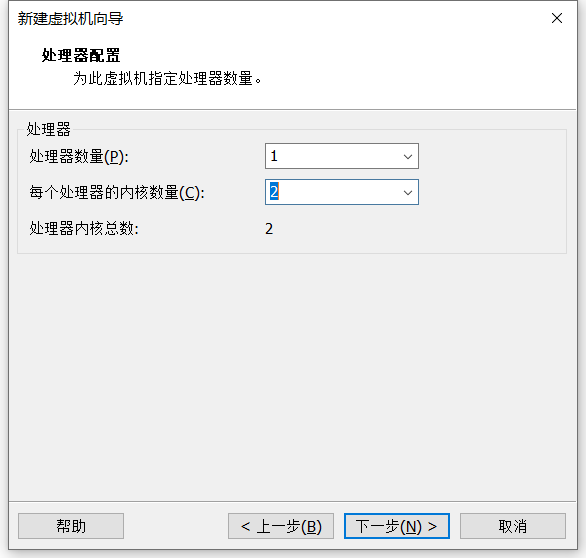 新建虚拟机向导
处理器配置
为此虚拟机指定处理器数量。
处理器
处理器数量(P): 1
每个处理器的内核数量(C): 2
处理器内核总数: 2
帮助 < 上一步(B) 下一步(N) > 取消